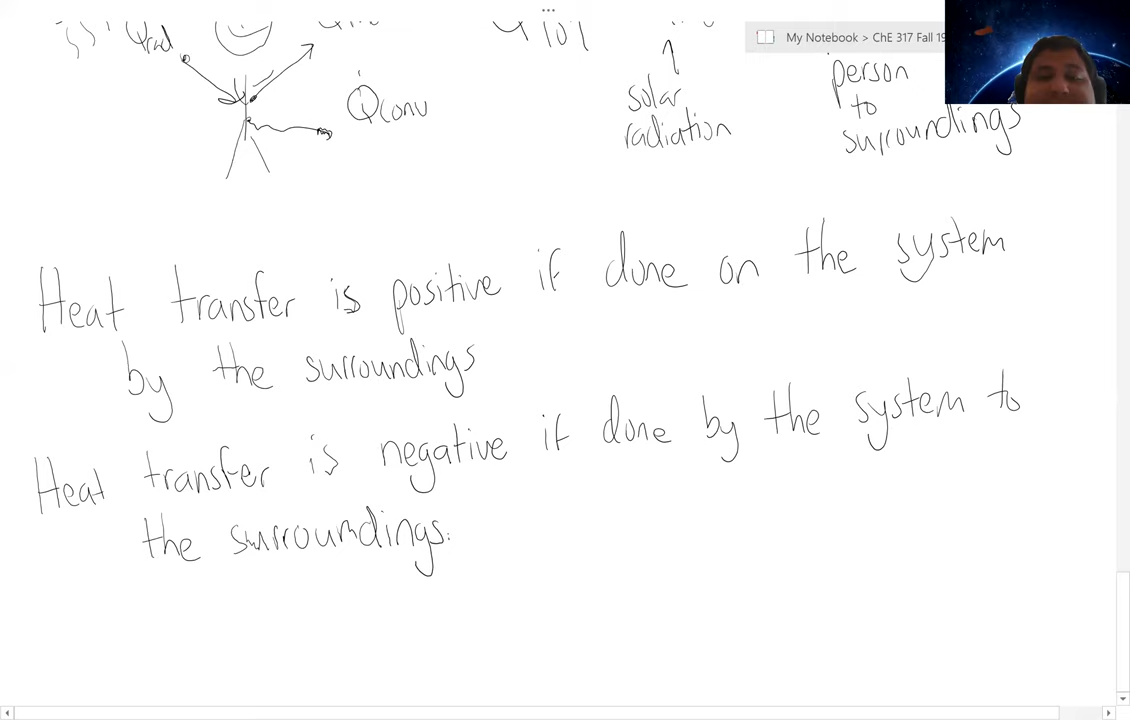 My Notebook > ChE 317 Fall 19
Qrad
Q̇conv
solar
radiation
person
to
surroundings
Heat transfer is positive if done on the system
by the surroundings
Heat transfer is negative if done by the system to
the surroundings.